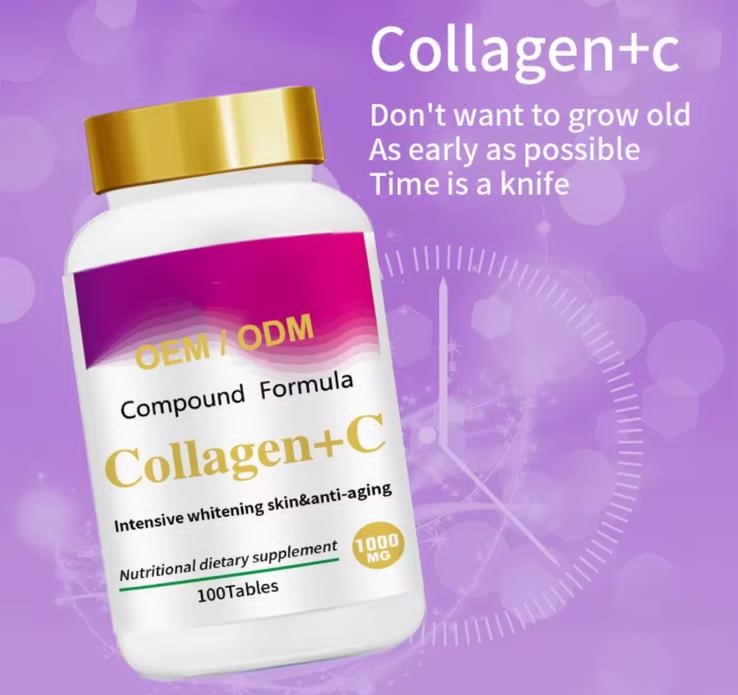 Collagen+c
Don't want to grow old
As early as possible
Time is a knife
OEM / ODM
Compound Formula
Collagen+C
Intensive whitening skin&anti-aging
Nutritional dietary supplement
1000
MG
100Tables